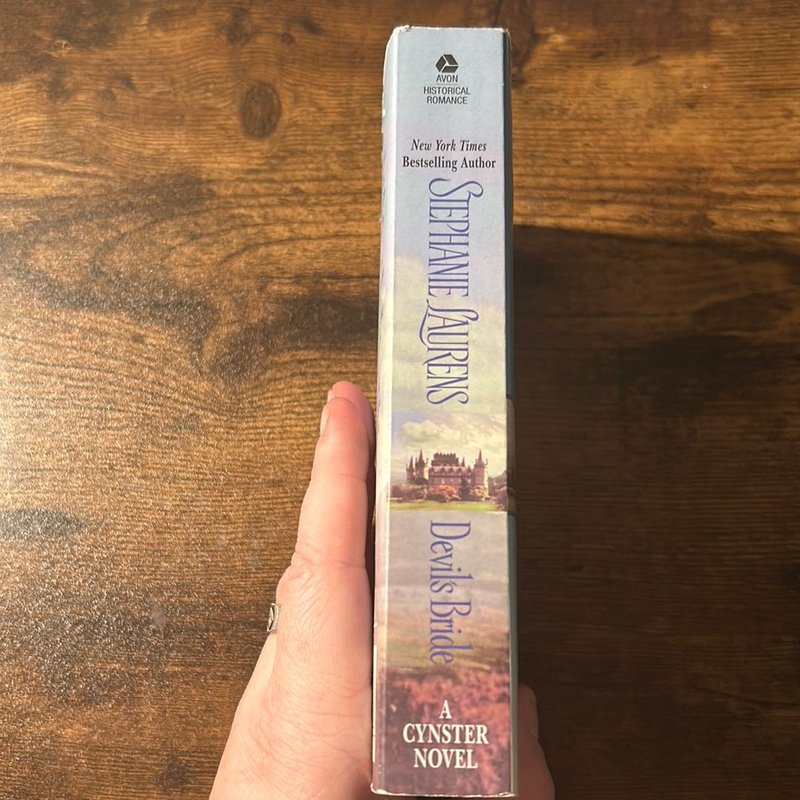 AVON
HISTORICAL
ROMANCE
New York Times
Bestselling Author
STEPHANIE LAURENS
Devil's Bride
A
CYNSTER
NOVEL